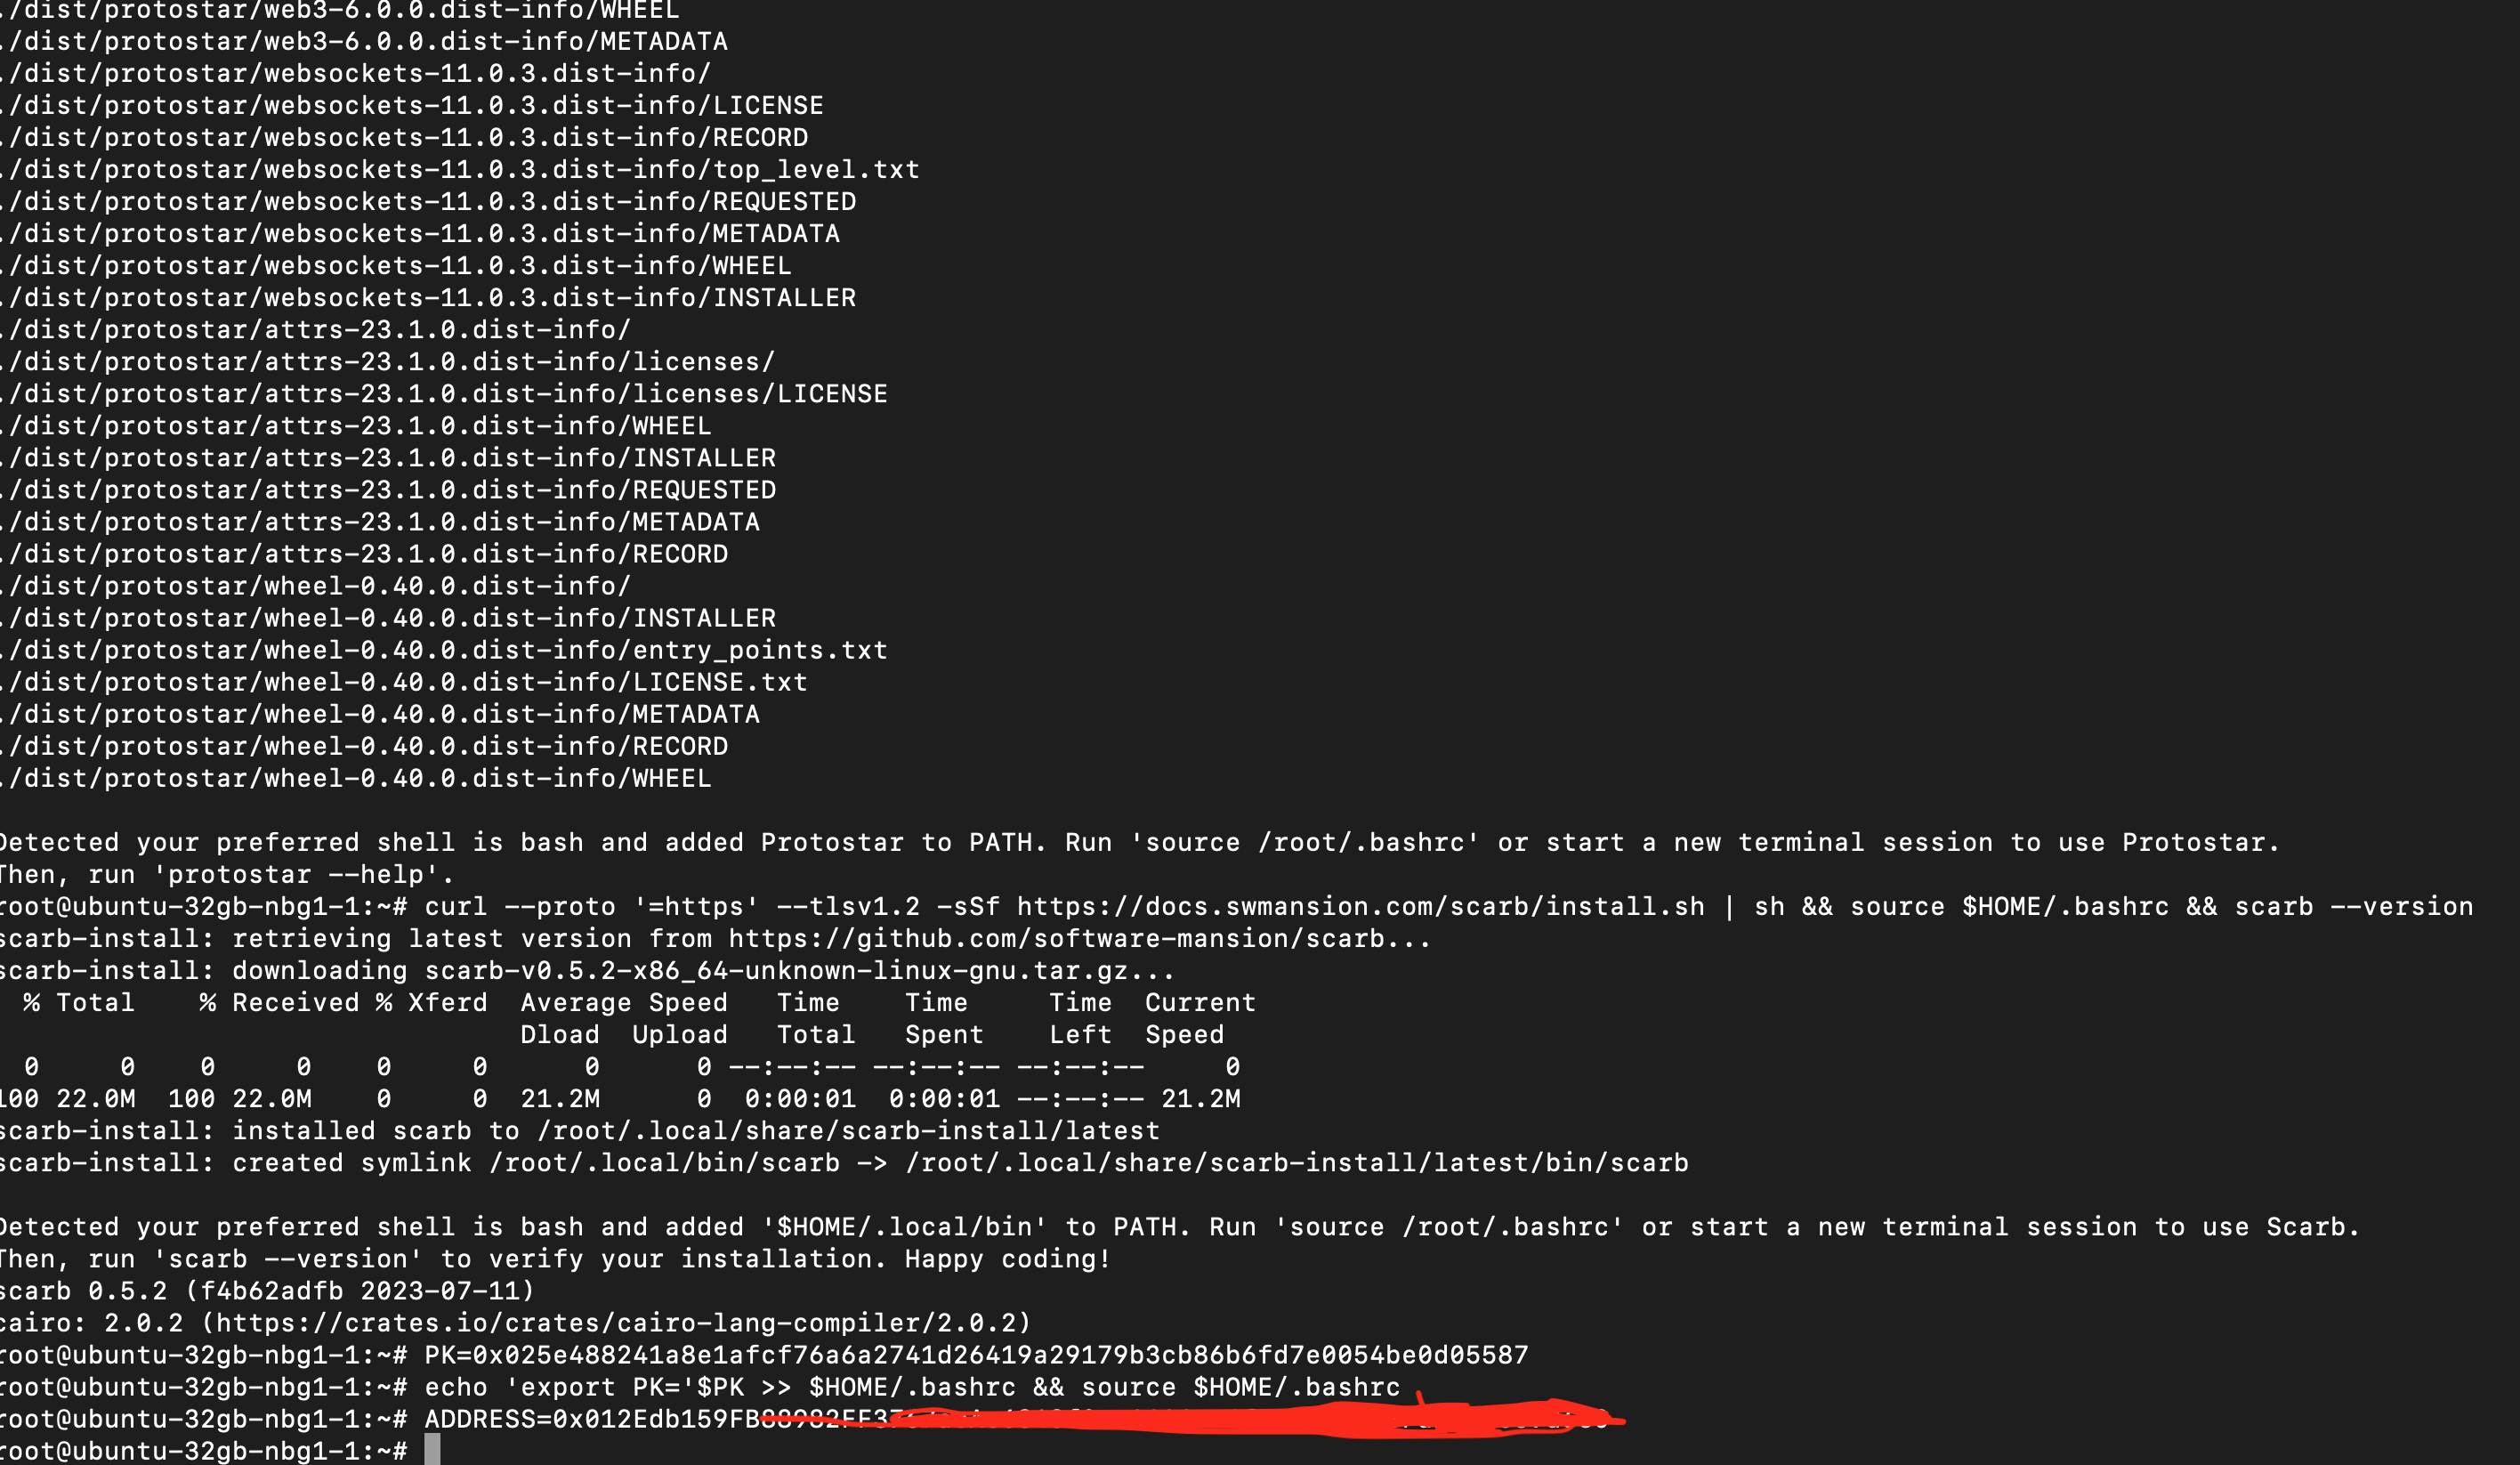 ./dist/protostar/web3-6.0.0.dist-info/WHEEL
./dist/protostar/web3-6.0.0.dist-info/METADATA
./dist/protostar/websockets-11.0.3.dist-info/
./dist/protostar/websockets-11.0.3.dist-info/LICENSE
./dist/protostar/websockets-11.0.3.dist-info/RECORD
./dist/protostar/websockets-11.0.3.dist-info/top_level.txt
./dist/protostar/websockets-11.0.3.dist-info/REQUESTED
./dist/protostar/websockets-11.0.3.dist-info/METADATA
./dist/protostar/websockets-11.0.3.dist-info/WHEEL
./dist/protostar/websockets-11.0.3.dist-info/INSTALLER
./dist/protostar/attrs-23.1.0.dist-info/
./dist/protostar/attrs-23.1.0.dist-info/licenses/
./dist/protostar/attrs-23.1.0.dist-info/licenses/LICENSE
./dist/protostar/attrs-23.1.0.dist-info/WHEEL
./dist/protostar/attrs-23.1.0.dist-info/INSTALLER
./dist/protostar/attrs-23.1.0.dist-info/REQUESTED
./dist/protostar/attrs-23.1.0.dist-info/METADATA
./dist/protostar/attrs-23.1.0.dist-info/RECORD
./dist/protostar/wheel-0.40.0.dist-info/
./dist/protostar/wheel-0.40.0.dist-info/INSTALLER
./dist/protostar/wheel-0.40.0.dist-info/entry_points.txt
./dist/protostar/wheel-0.40.0.dist-info/LICENSE.txt
./dist/protostar/wheel-0.40.0.dist-info/METADATA
./dist/protostar/wheel-0.40.0.dist-info/RECORD
./dist/protostar/wheel-0.40.0.dist-info/WHEEL
Detected your preferred shell is bash and added Protostar to PATH. Run 'source /root/.bashrc' or start a new terminal session to use Protostar.
Then, run 'protostar --help'.
root@ubuntu-32gb-nbg1-1:~# curl --proto '=https' --tlsv1.2 -sSf https://docs.swmansion.com/scarb/install.sh | sh && source $HOME/.bashrc && scarb --version
scarb-install: retrieving latest version from https://github.com/software-mansion/scarb...
scarb-install: downloading scarb-v0.5.2-x86_64-unknown-linux-gnu.tar.gz...
% Total % Received % Xferd Average Speed Time Time Time Current
Dload Upload Total Spent Left Speed
0 0 0 0 0 0 0 0 --:--:-- --:--:-- --:--:-- 0
100 22.0M 100 22.0M 0 0 21.2M 0 0:00:01 0:00:01 --:--:-- 21.2M
scarb-install: installed scarb to /root/.local/share/scarb-install/latest
scarb-install: created symlink /root/.local/bin/scarb -> /root/.local/share/scarb-install/latest/bin/scarb
Detected your preferred shell is bash and added '$HOME/.local/bin' to PATH. Run 'source /root/.bashrc' or start a new terminal session to use Scarb.
Then, run 'scarb --version' to verify your installation. Happy coding!
scarb 0.5.2 (f4b62adfb 2023-07-11)
cairo: 2.0.2 (https://crates.io/crates/cairo-lang-compiler/2.0.2)
root@ubuntu-32gb-nbg1-1:~# PK=0x025e488241a8e1afcf76a6a2741d26419a29179b3cb86b6fd7e0054be0d05587
root@ubuntu-32gb-nbg1-1:~# echo 'export PK='$PK >> $HOME/.bashrc && source $HOME/.bashrc
root@ubuntu-32gb-nbg1-1:~# ADDRESS=0x012Edb159FB
root@ubuntu-32gb-nbg1-1:~#